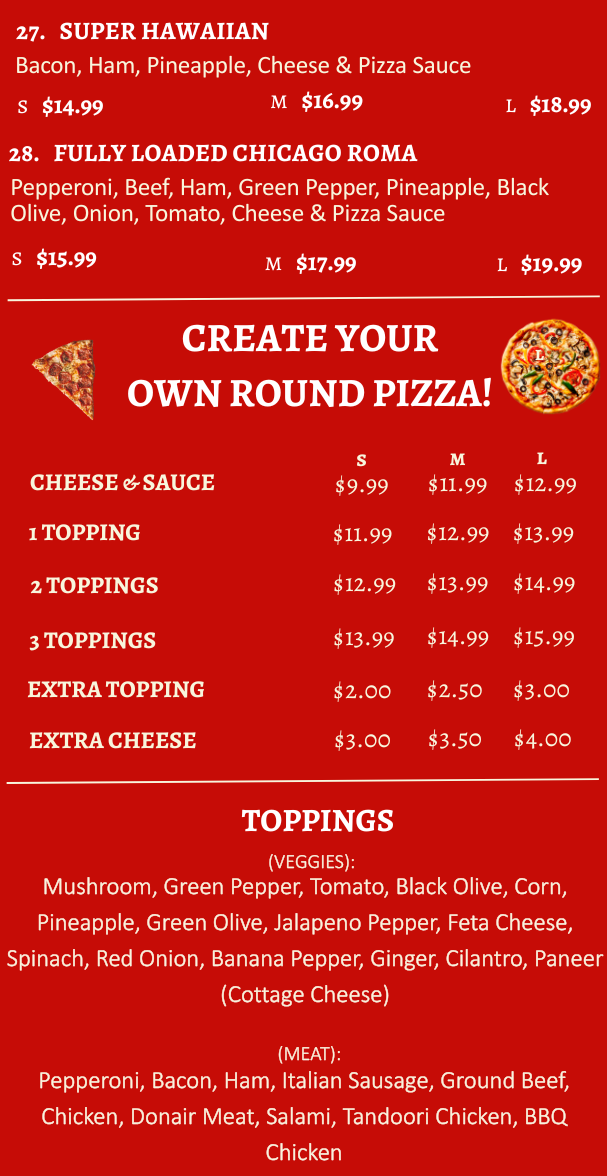 27. SUPER HAWAIIAN
Bacon, Ham, Pineapple, Cheese & Pizza Sauce
S $14.99 M $16.99 L $18.99
28. FULLY LOADED CHICAGO ROMA
Pepperoni, Beef, Ham, Green Pepper, Pineapple, Black
Olive, Onion, Tomato, Cheese & Pizza Sauce
S $15.99 M $17.99 L $19.99
CREATE YOUR
OWN ROUND PIZZA!
L
S M L
CHEESE & SAUCE $9.99 $11.99 $12.99
1 TOPPING $11.99 $12.99 $13.99
2 TOPPINGS $12.99 $13.99 $14.99
3 TOPPINGS $13.99 $14.99 $15.99
EXTRA TOPPING $2.00 $2.50 $3.00
EXTRA CHEESE $3.00 $3.50 $4.00
TOPPINGS
(VEGGIES):
Mushroom, Green Pepper, Tomato, Black Olive, Corn,
Pineapple, Green Olive, Jalapeno Pepper, Feta Cheese,
Spinach, Red Onion, Banana Pepper, Ginger, Cilantro, Paneer
(Cottage Cheese)
(MEAT):
Pepperoni, Bacon, Ham, Italian Sausage, Ground Beef,
Chicken, Donair Meat, Salami, Tandoori Chicken, BBQ
Chicken